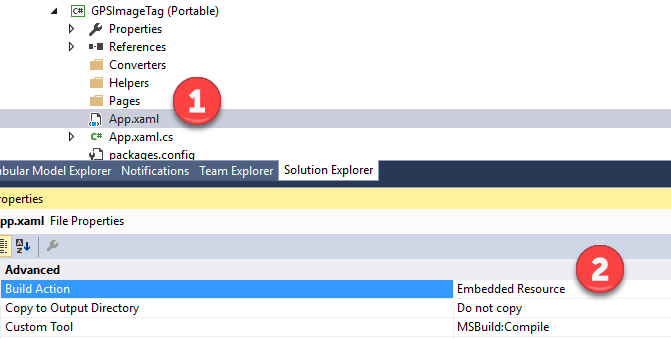 C# GPSImageTag (Portable)
Properties
References
Converters
Helpers
Pages
1
App.xaml
C# App.xaml.cs
packages.config
bular Model Explorer Notifications Team Explorer Solution Explorer
operties
pp.xaml File Properties
A Z
Advanced
2
Build Action Embedded Resource
Copy to Output Directory Do not copy
Custom Tool MSBuild:Compile